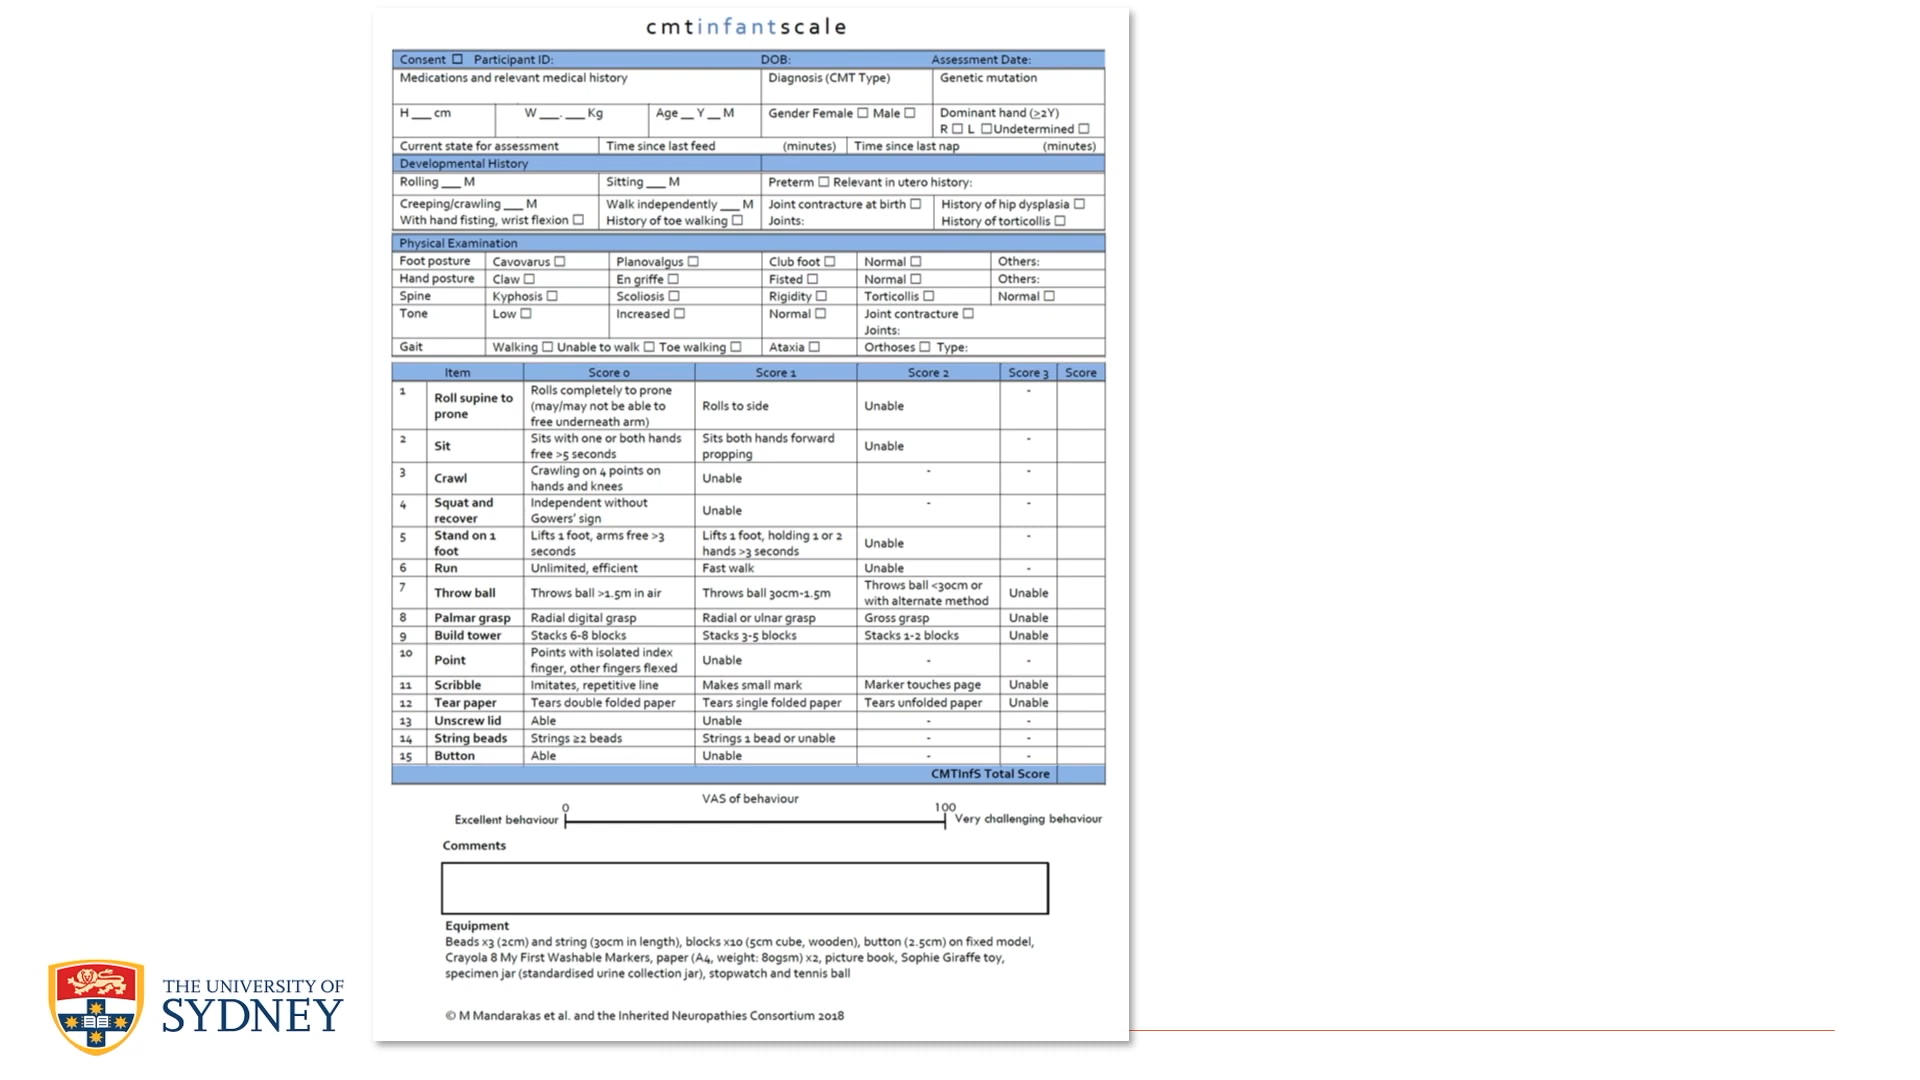 cmtinfantscale
Consent ☐ Participant ID: DOB: Assessment Date:
Medications and relevant medical history Diagnosis (CMT Type) Genetic mutation
H ___ cm W ___. ___ Kg Age __ Y __ M Gender Female ☐ Male ☐ Dominant hand (≥2Y)
R ☐ L ☐Undetermined ☐
Current state for assessment Time since last feed (minutes) Time since last nap (minutes)
Developmental History
Rolling ___ M Sitting ___ M Preterm ☐ Relevant in utero history:
Creeping/crawling ___ M Walk independently ___ M Joint contracture at birth ☐ History of hip dysplasia ☐
With hand fisting, wrist flexion ☐ History of toe walking ☐ Joints: History of torticollis ☐
Physical Examination
Foot posture Cavovarus ☐ Planovalgus ☐ Club foot ☐ Normal ☐ Others:
Hand posture Claw ☐ En griffe ☐ Fisted ☐ Normal ☐ Others:
Spine Kyphosis ☐ Scoliosis ☐ Rigidity ☐ Torticollis ☐ Normal ☐
Tone Low ☐ Increased ☐ Normal ☐ Joint contracture ☐
Joints:
Gait Walking ☐ Unable to walk ☐ Toe walking ☐ Ataxia ☐ Orthoses ☐ Type:
Item Score 0 Score 1 Score 2 Score 3 Score
1 Roll supine to prone Rolls completely to prone (may/may not be able to free underneath arm) Rolls to side Unable -
2 Sit Sits with one or both hands free >5 seconds Sits both hands forward propping Unable -
3 Crawl Crawling on 4 points on hands and knees Unable - -
4 Squat and recover Independent without Gowers' sign Unable - -
5 Stand on 1 foot Lifts 1 foot, arms free >3 seconds Lifts 1 foot, holding 1 or 2 hands >3 seconds Unable -
6 Run Unlimited, efficient Fast walk Unable -
7 Throw ball Throws ball >1.5m in air Throws ball 30cm-1.5m Throws ball <30cm or with alternate method Unable
8 Palmar grasp Radial digital grasp Radial or ulnar grasp Gross grasp Unable
9 Build tower Stacks 6-8 blocks Stacks 3-5 blocks Stacks 1-2 blocks Unable
10 Point Points with isolated index finger, other fingers flexed Unable - -
11 Scribble Imitates, repetitive line Makes small mark Marker touches page Unable
12 Tear paper Tears double folded paper Tears single folded paper Tears unfolded paper Unable
13 Unscrew lid Able Unable - -
14 String beads Strings ≥2 beads Strings 1 bead or unable - -
15 Button Able Unable - -
CMTInfS Total Score
VAS of behaviour
0 100
Excellent behaviour Very challenging behaviour
Comments
Equipment
Beads x3 (2cm) and string (30cm in length), blocks x10 (5cm cube, wooden), button (2.5cm) on fixed model,
Crayola 8 My First Washable Markers, paper (A4, weight: 80gsm) x2, picture book, Sophie Giraffe toy,
specimen jar (standardised urine collection jar), stopwatch and tennis ball
© M Mandarakas et al. and the Inherited Neuropathies Consortium 2018
THE UNIVERSITY OF
SYDNEY